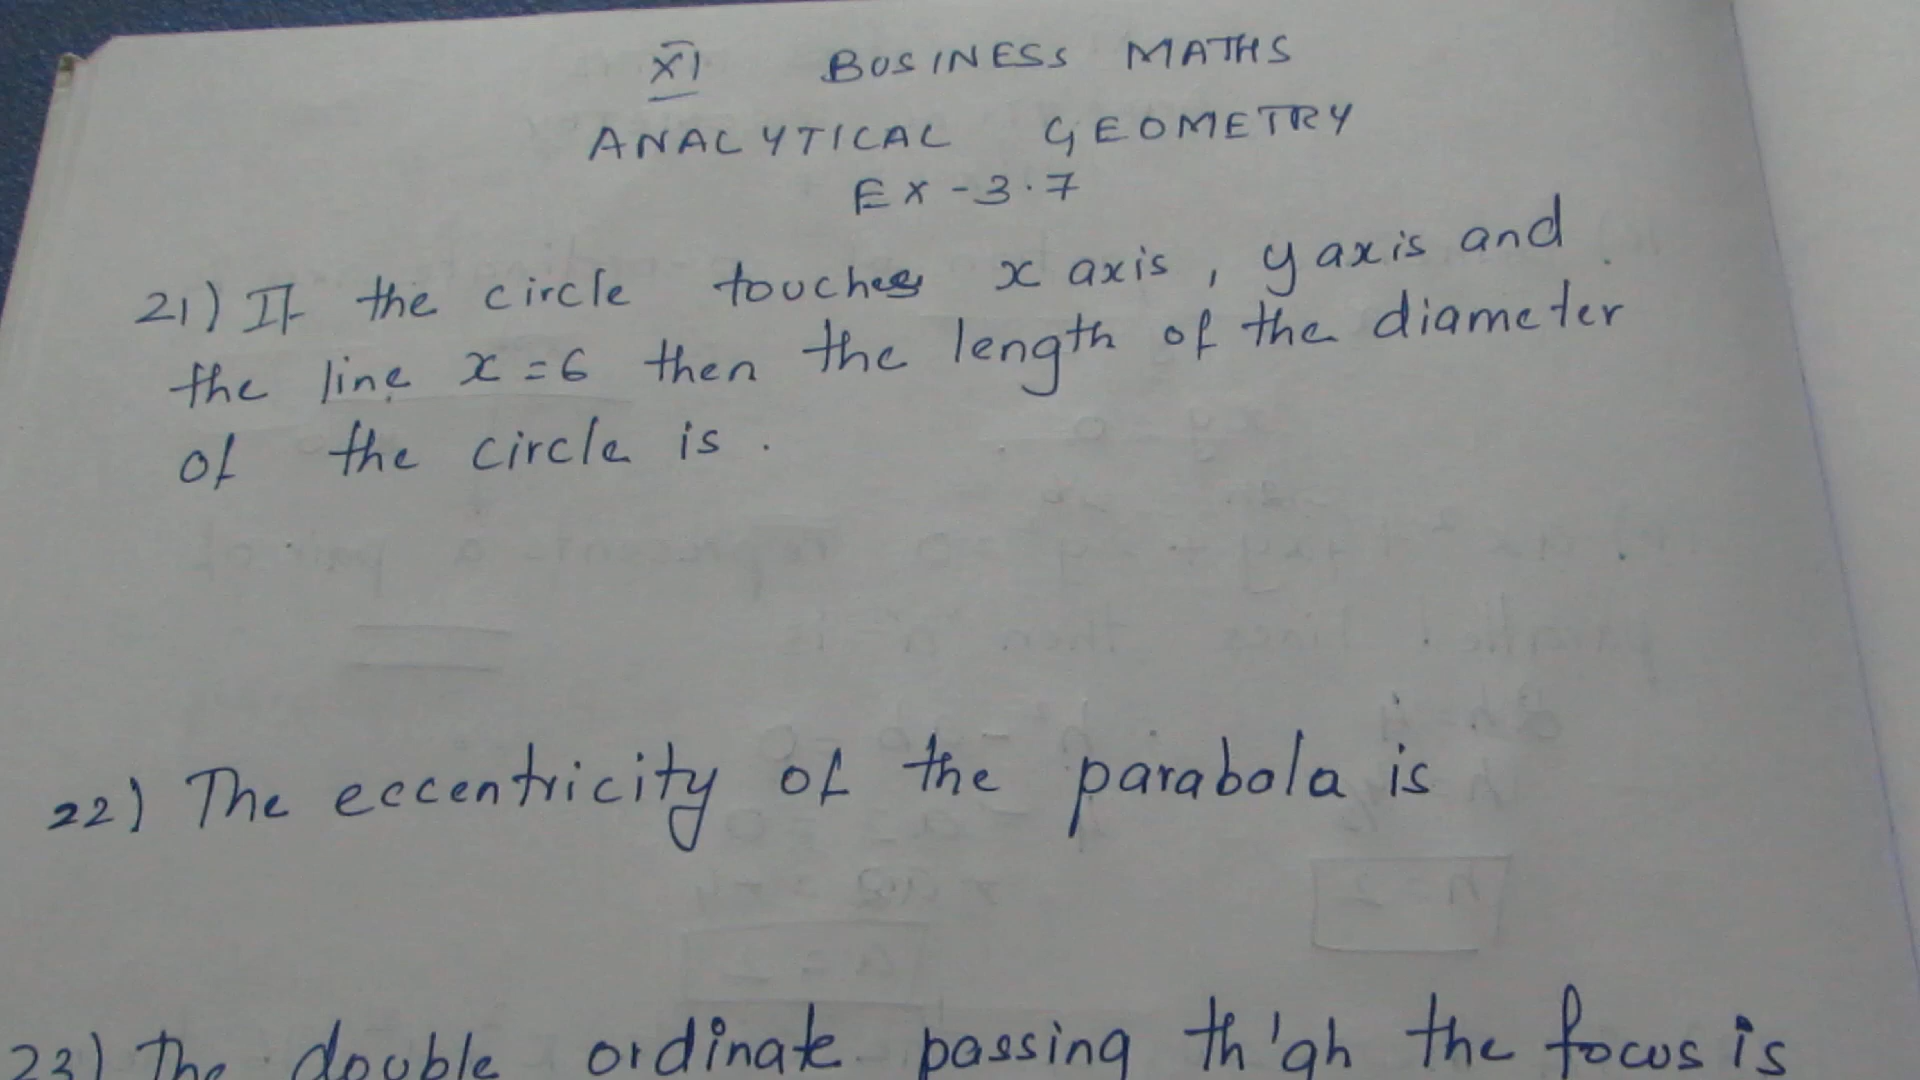 XI BUSINESS MATHS
ANALYTICAL GEOMETRY
EX-3.7
21) If the circle touches x axis, y axis and
the line x=6 then the length of the diameter
of the circle is.
22) The eccentricity of the parabola is
23) The double ordinate passing th'gh the focus is